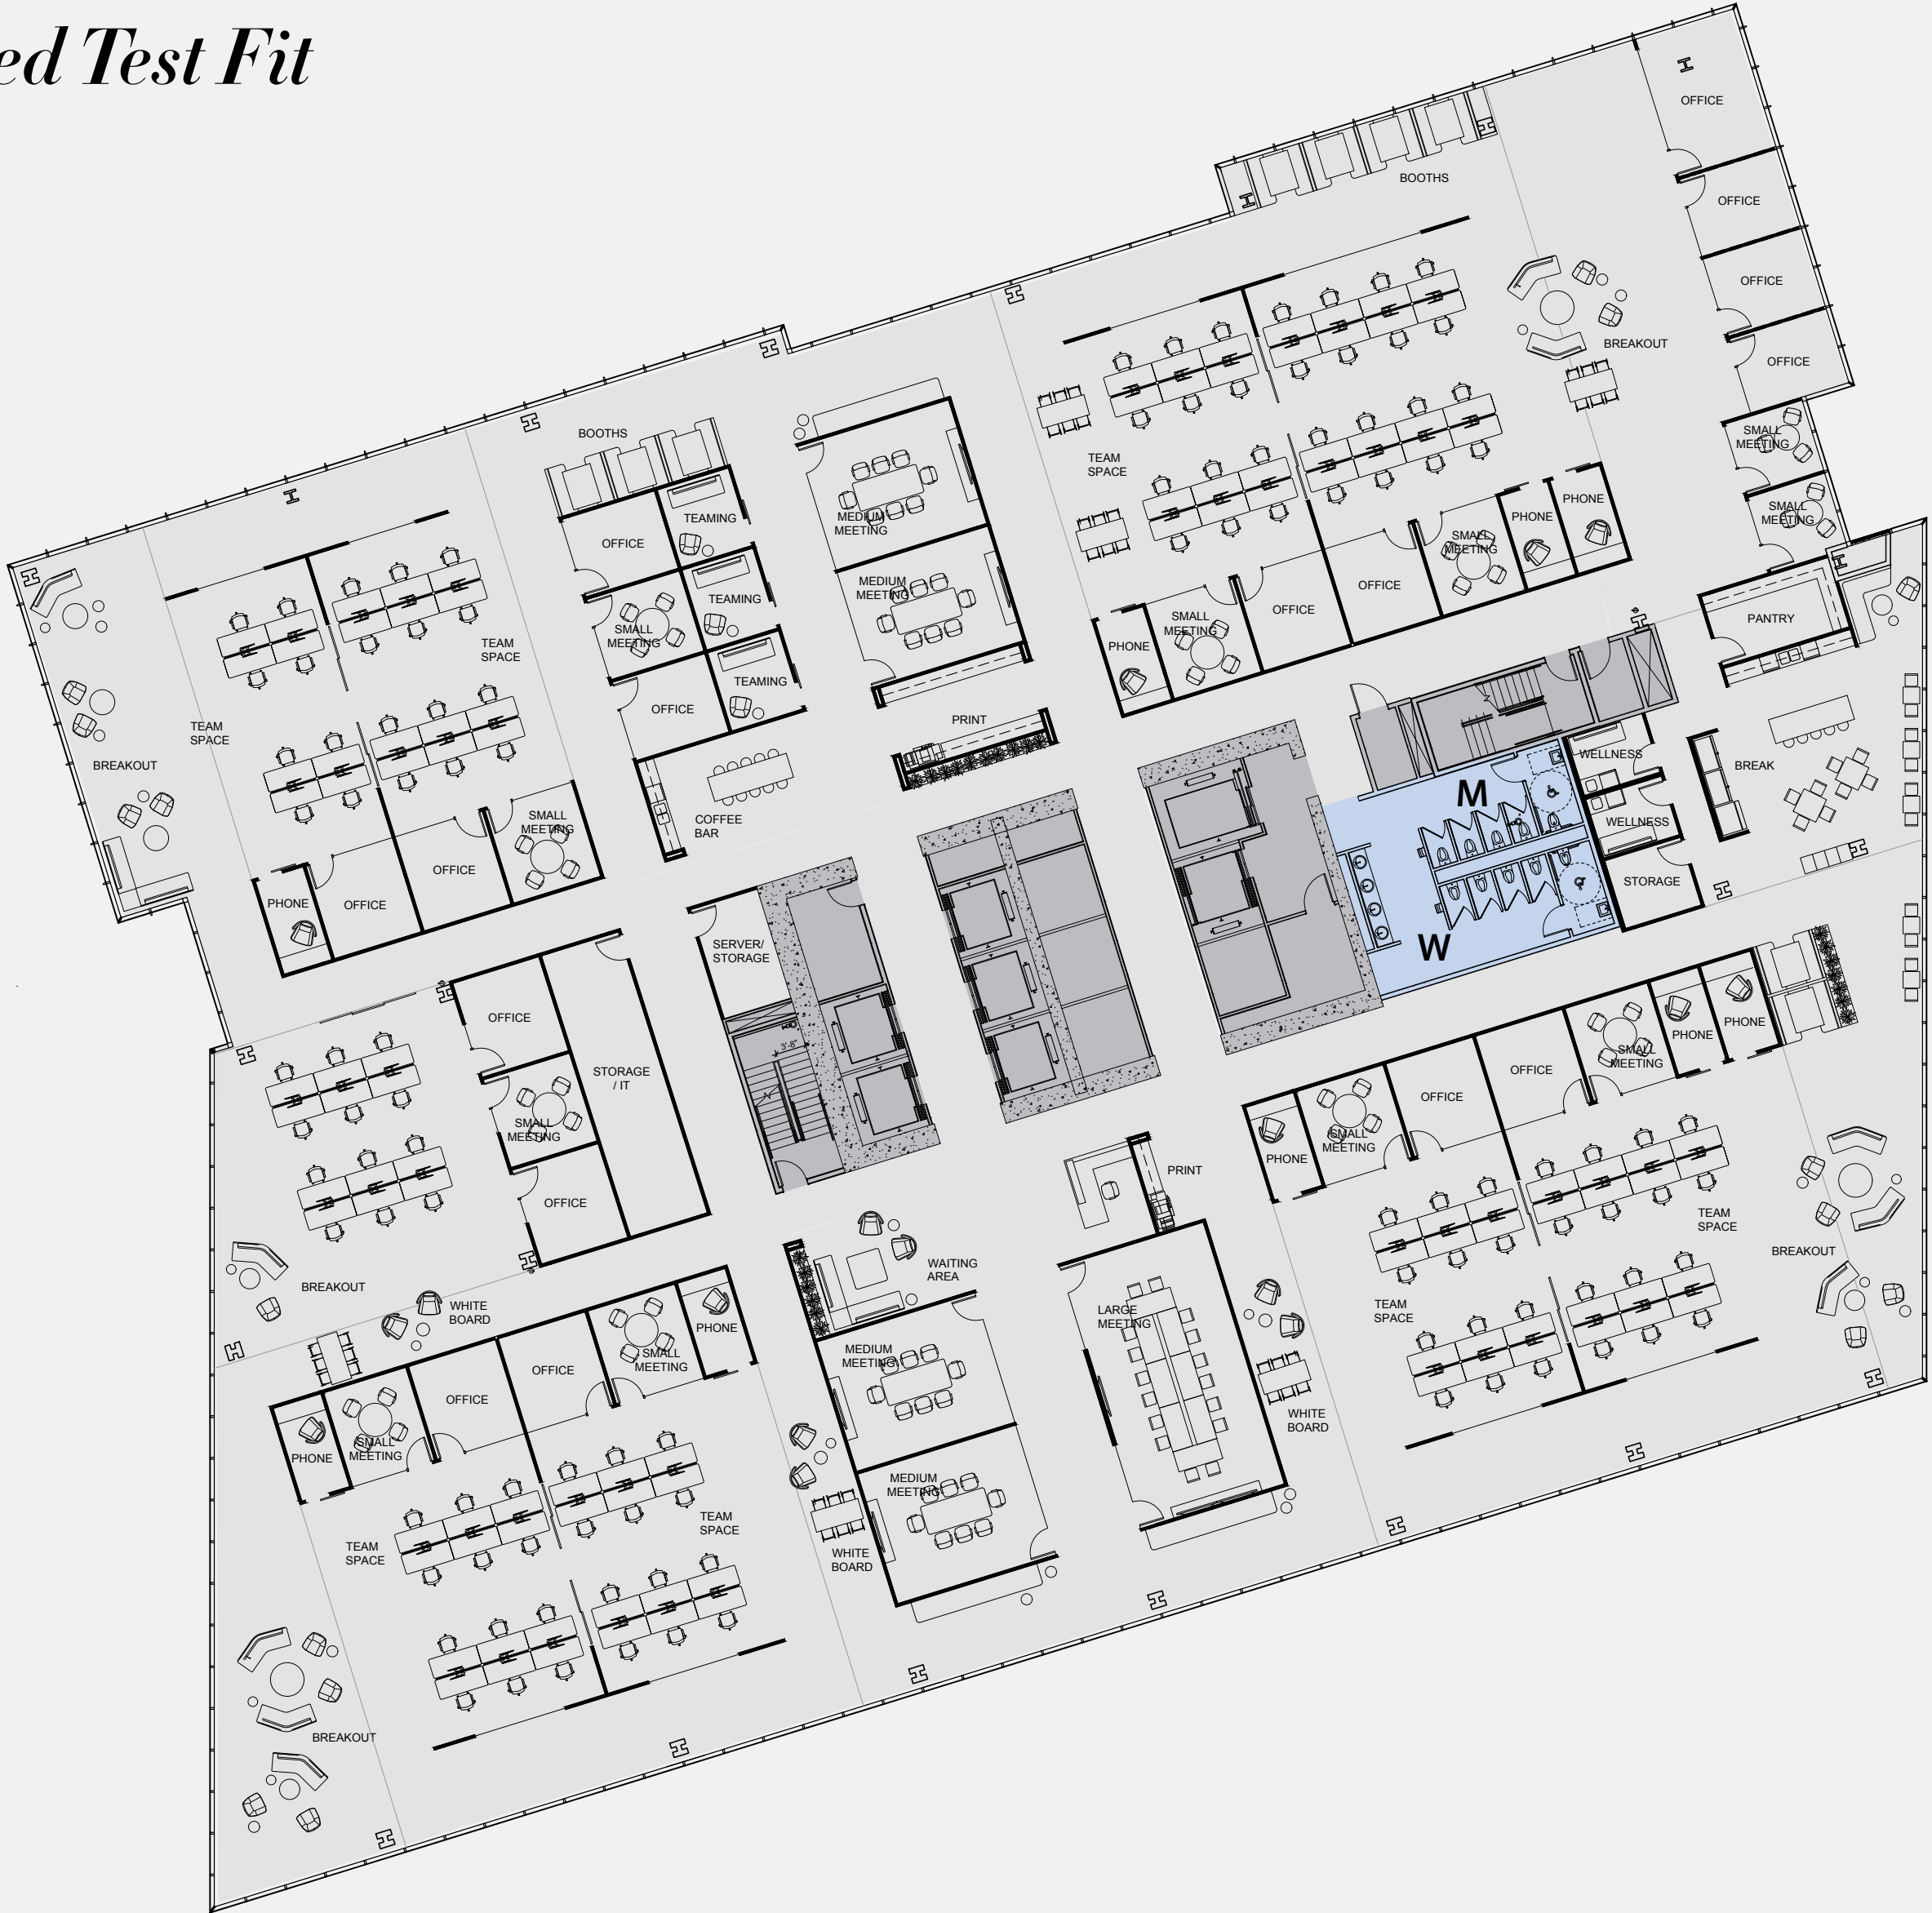 ed Test Fit
OFFICE
OFFICE
OFFICE
OFFICE
BOOTHS
BREAKOUT
SMALL
MEETING
SMALL
MEETING
BOOTHS
TEAM
SPACE
TEAMING
OFFICE
MEDIUM
MEETING
PHONE
PHONE
SMALL
MEETING
TEAMING
MEDIUM
MEETING
OFFICE
OFFICE
SMALL
MEETING
SMALL
MEETING
PHONE
PANTRY
TEAM
SPACE
TEAMING
OFFICE
PRINT
TEAM
SPACE
BREAKOUT
WELLNESS
BREAK
M
COFFEE
BAR
SMALL
MEETING
WELLNESS
OFFICE
STORAGE
PHONE
OFFICE
W
SERVER/
STORAGE
OFFICE
STORAGE
/ IT
3'-8"
SMALL
MEETING
OFFICE
PHONE
PHONE
SMALL
MEETING
OFFICE
OFFICE
SMALL
MEETING
PHONE
PRINT
TEAM
SPACE
BREAKOUT
WAITING
AREA
BREAKOUT
WHITE
BOARD
LARGE
MEETING
TEAM
SPACE
PHONE
SMALL
MEETING
OFFICE
OFFICE
MEDIUM
MEETING
WHITE
BOARD
SMALL
MEETING
PHONE
MEDIUM
MEETING
TEAM
SPACE
TEAM
SPACE
WHITE
BOARD
BREAKOUT